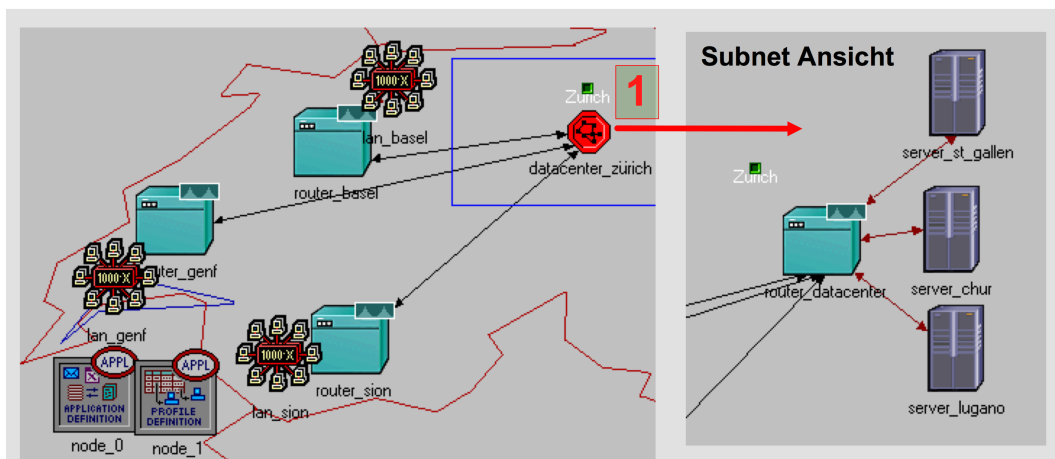 1000-X
lan_basel
router_basel
Zürich
1
datacenter_zürich
router_genf
1000-X
lan_genf
1000-X
lan_sion
router_sion
APPL
APPLICATION
DEFINITION
node_0
APPL
PROFILE
DEFINITION
node_1
Subnet Ansicht
server_st_gallen
Zürich
router_datacenter
server_chur
server_lugano